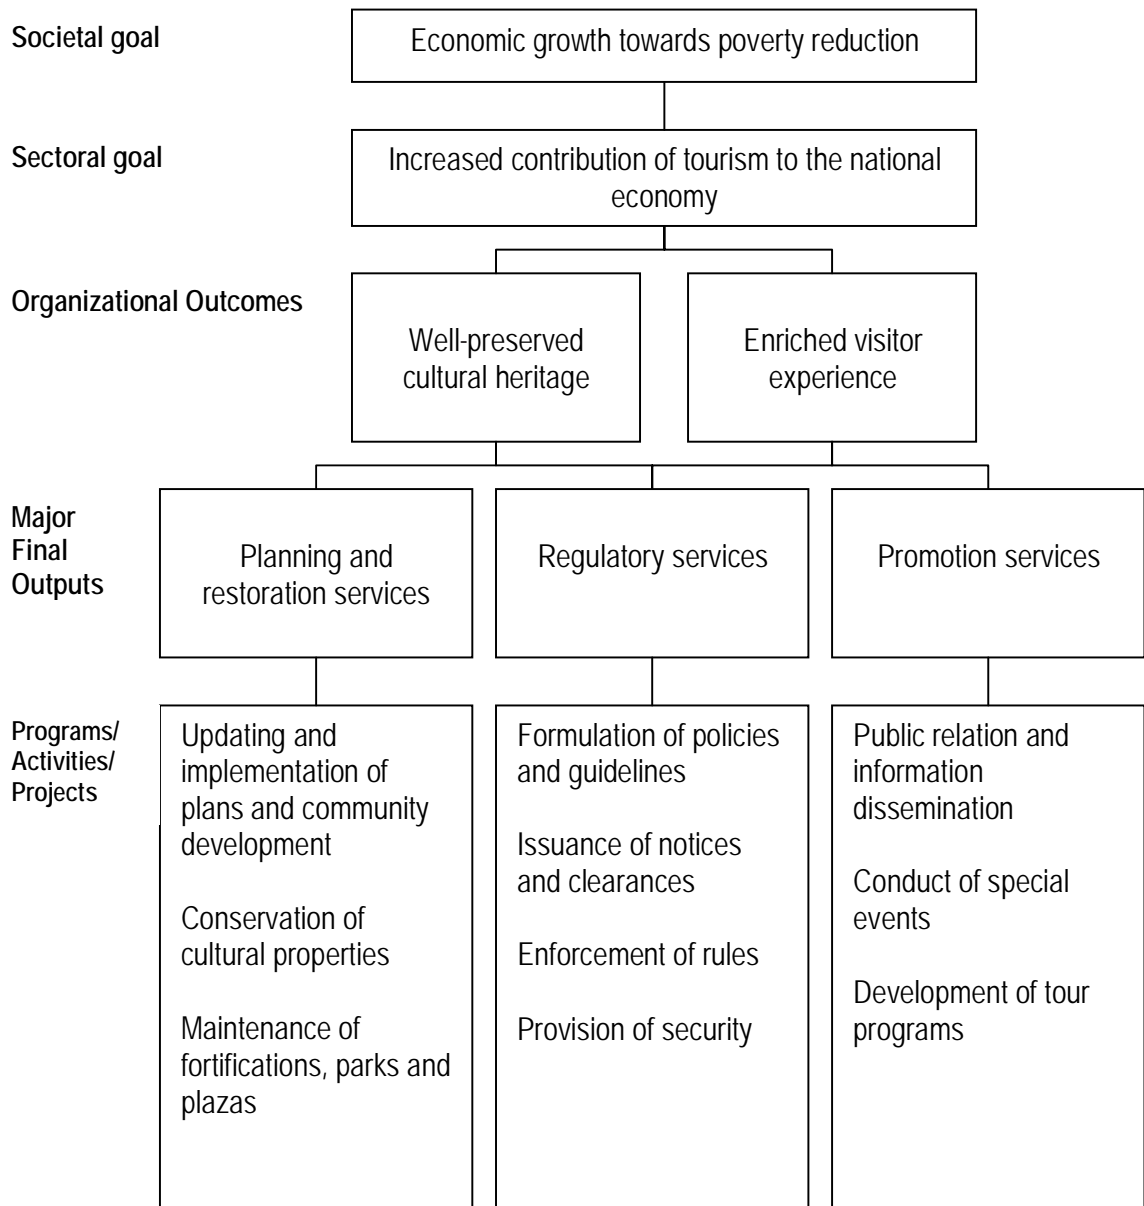 Societal goal
Economic growth towards poverty reduction
Sectoral goal
Increased contribution of tourism to the national
economy
Organizational Outcomes
Well-preserved
cultural heritage
Enriched visitor
experience
Major
Final
Outputs
Planning and
restoration services
Regulatory services
Promotion services
Programs/
Activities/
Projects
Updating and
implementation of
plans and community
development
Conservation of
cultural properties
Maintenance of
fortifications, parks and
plazas
Formulation of policies
and guidelines
Issuance of notices
and clearances
Enforcement of rules
Provision of security
Public relation and
information
dissemination
Conduct of special
events
Development of tour
programs